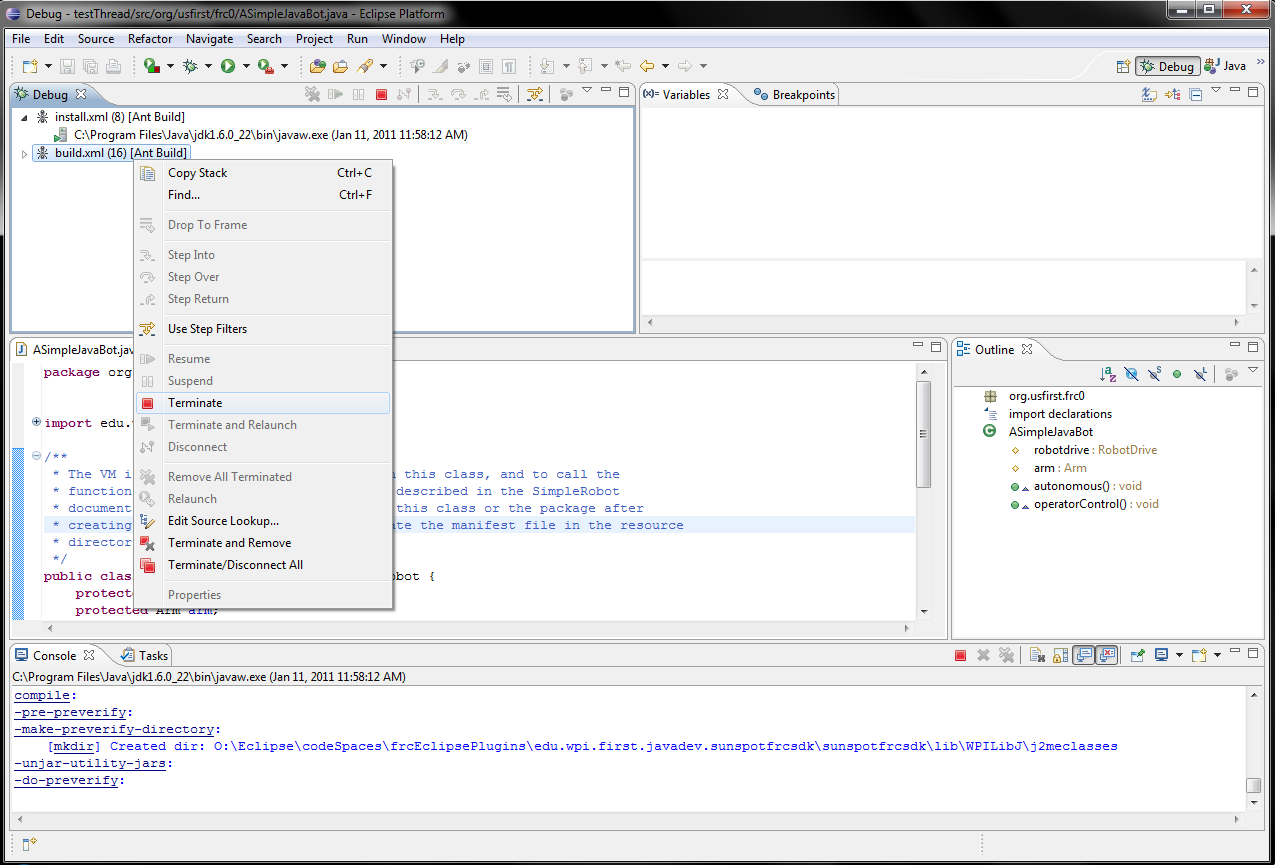 Debug - testThread/src/org/usfirst/frc0/ASimpleJavaBot.java - Eclipse Platform
File Edit Source Refactor Navigate Search Project Run Window Help
Debug Java
Debug
install.xml (8) [Ant Build]
C:\Program Files\Java\jdk1.6.0_22\bin\javaw.exe (Jan 11, 2011 11:58:12 AM)
build.xml (16) [Ant Build]
(x)= Variables Breakpoints
Copy Stack Ctrl+C
Find... Ctrl+F
Drop To Frame
Step Into
Step Over
Step Return
Use Step Filters
Resume
Suspend
Terminate
Terminate and Relaunch
Disconnect
Remove All Terminated
Relaunch
Edit Source Lookup...
Terminate and Remove
Terminate/Disconnect All
Properties
ASimpleJavaBot.jav
package org
import edu.
/**
* The VM i this class, and to call the
* function described in the SimpleRobot
* document this class or the package after
* creating ate the manifest file in the resource
* director
*/
public clas obot {
protecte
protected Arm arm;
Outline
org.usfirst.frc0
import declarations
ASimpleJavaBot
robotdrive : RobotDrive
arm : Arm
autonomous() : void
operatorControl() : void
Console Tasks
C:\Program Files\Java\jdk1.6.0_22\bin\javaw.exe (Jan 11, 2011 11:58:12 AM)
compile:
-pre-preverify:
-make-preverify-directory:
[mkdir] Created dir: O:\Eclipse\codeSpaces\frcEclipsePlugins\edu.wpi.first.javadev.sunspotfrcsdk\sunspotfrcsdk\lib\WPILibJ\j2meclasses
-unjar-utility-jars:
-do-preverify: